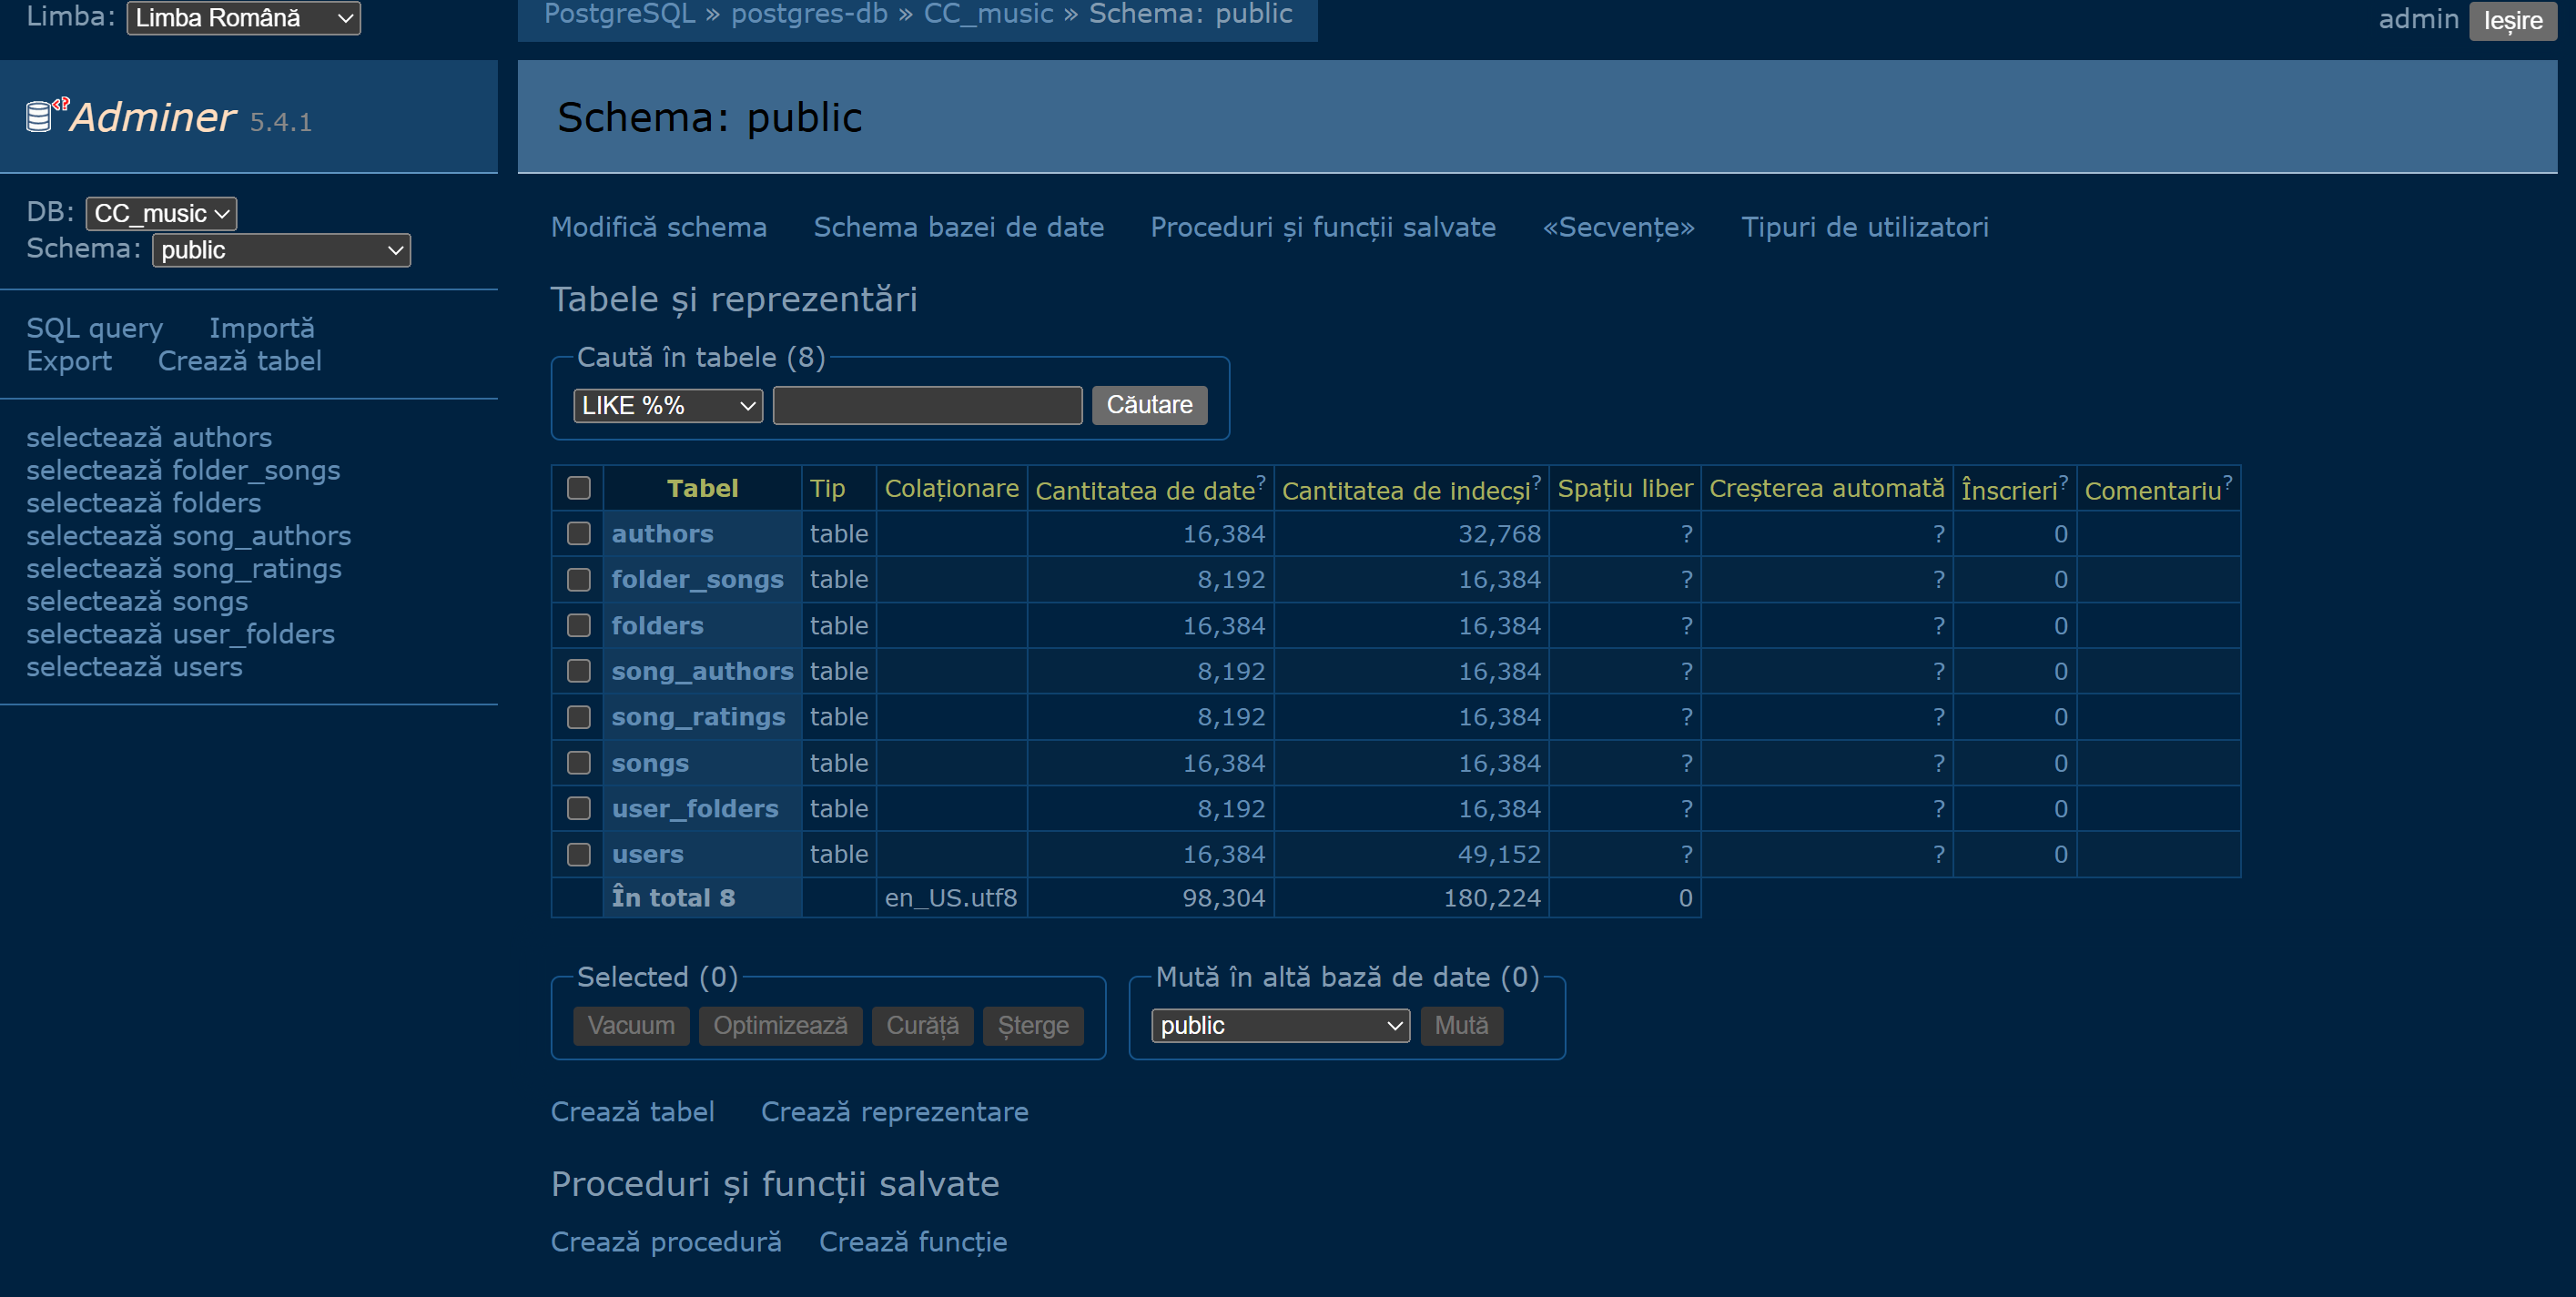 Limba: Limba Română
PostgreSQL » postgres-db » CC_music » Schema: public
admin Ieșire
Adminer 5.4.1
DB: CC_music
Schema: public
SQL query Importă
Export Crează tabel
selectează authors
selectează folder_songs
selectează folders
selectează song_authors
selectează song_ratings
selectează songs
selectează user_folders
selectează users
Schema: public
Modifică schema Schema bazei de date Proceduri și funcții salvate «Secvențe» Tipuri de utilizatori
Tabele și reprezentări
Caută în tabele (8)
LIKE %% Căutare
Tabel Tip Colaționare Cantitatea de date? Cantitatea de indecși? Spațiu liber Creșterea automată Înscrieri? Comentariu?
authors table 16,384 32,768 ? ? 0
folder_songs table 8,192 16,384 ? ? 0
folders table 16,384 16,384 ? ? 0
song_authors table 8,192 16,384 ? ? 0
song_ratings table 8,192 16,384 ? ? 0
songs table 16,384 16,384 ? ? 0
user_folders table 8,192 16,384 ? ? 0
users table 16,384 49,152 ? ? 0
În total 8 en_US.utf8 98,304 180,224 0
Selected (0) Mută în altă bază de date (0)
Vacuum Optimizează Curăță Șterge public Mută
Crează tabel Crează reprezentare
Proceduri și funcții salvate
Crează procedură Crează funcție